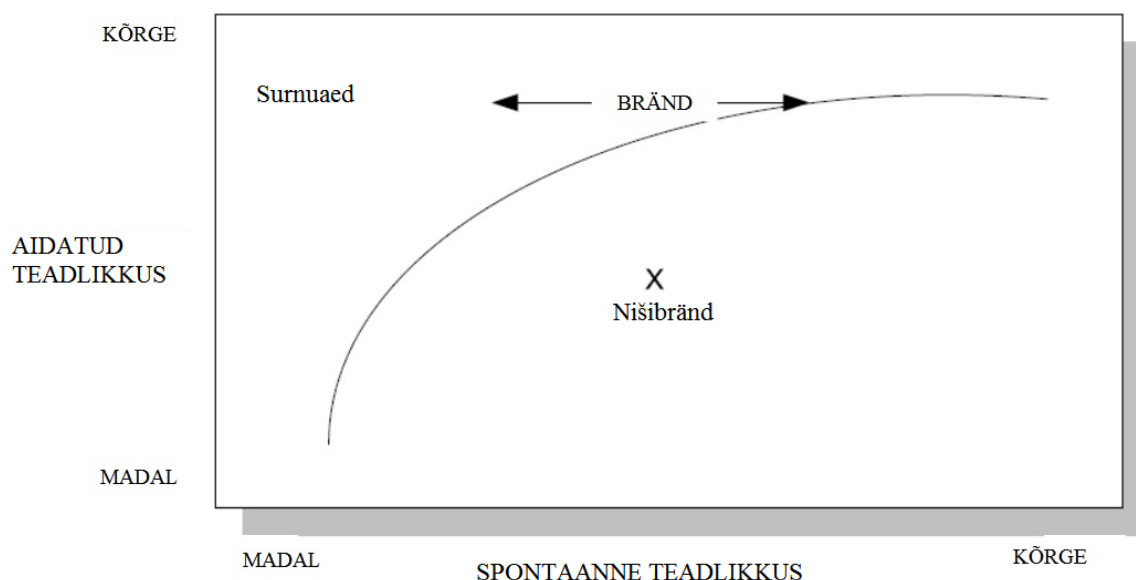 KÕRGE
Surnuaed
BRÄND
AIDATUD
TEADLIKKUS
X
Nišibränd
MADAL
MADAL
KÕRGE
SPONTAANNE TEADLIKKUS